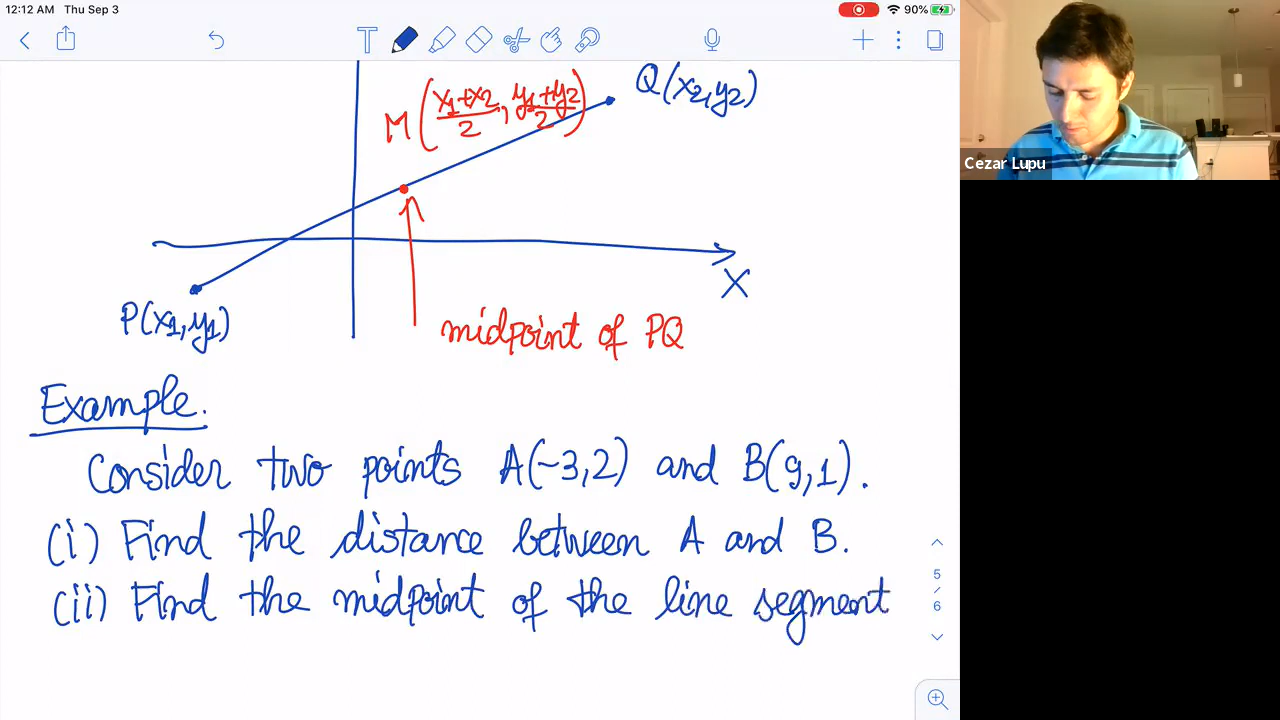 12:12 AM Thu Sep 3
90%
T
M(x1+x2/2, y1+y2/2)
Q(x2,y2)
X
P(x1,y1)
midpoint of PQ
Example.
Consider two points A(-3,2) and B(9,1).
(i) Find the distance between A and B.
(ii) Find the midpoint of the line segment
5
/
6
Cezar Lupu